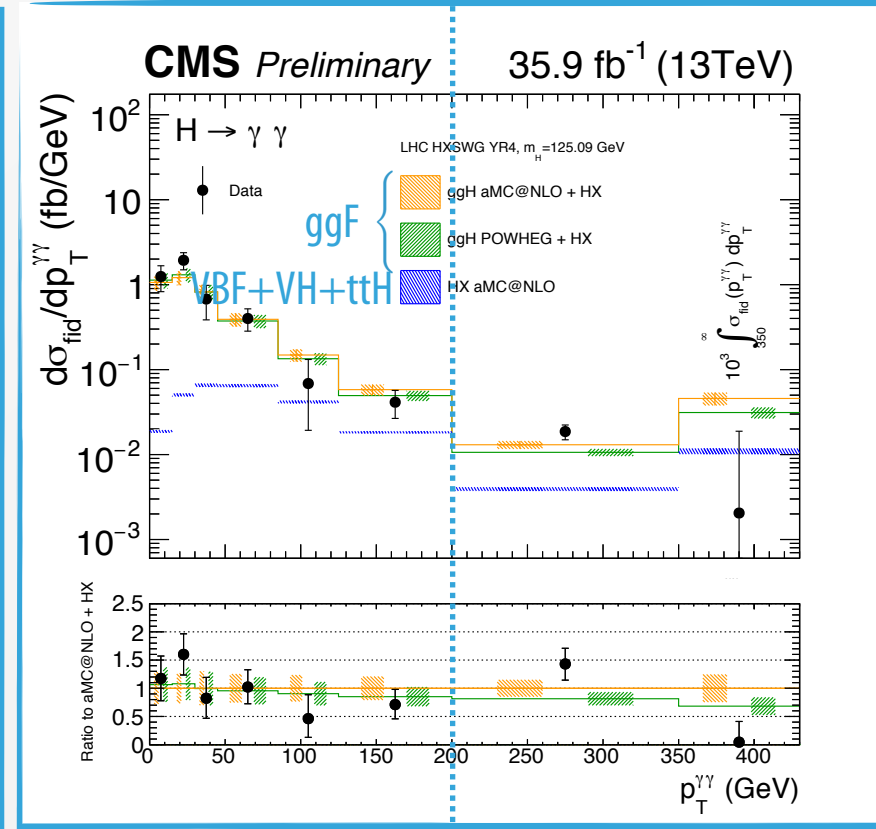 CMS Preliminary 35.9 fb⁻¹ (13TeV)
dσ_fid/dp_T^γγ (fb/GeV)
10²
10
1
10⁻¹
10⁻²
10⁻³
H → γ γ
Data
LHC HXSWG YR4, m_H=125.09 GeV
ggF
ggH aMC@NLO + HX
ggH POWHEG + HX
VBF+VH+ttH
HX aMC@NLO
10³ ∫_350^∞ σ_fid(p_T^γγ) dp_T^γγ
Ratio to aMC@NLO + HX
2.5
2
1.5
1
0.5
0
0 50 100 150 200 250 300 350 400
p_T^γγ (GeV)